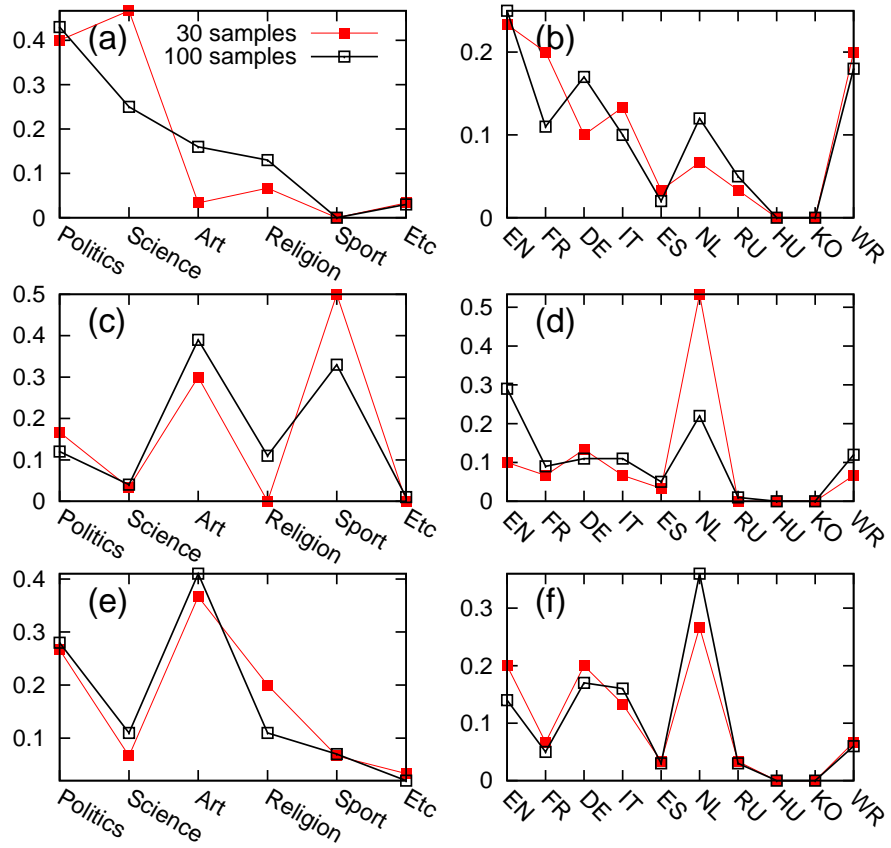 (a)
30 samples
100 samples
0.4
0.3
0.2
0.1
0
Politics
Science
Art
Religion
Sport
Etc
(b)
0.2
0.1
0
EN
FR
DE
IT
ES
NL
RU
HU
KO
WR
(c)
0.5
0.4
0.3
0.2
0.1
0
Politics
Science
Art
Religion
Sport
Etc
(d)
0.5
0.4
0.3
0.2
0.1
0
EN
FR
DE
IT
ES
NL
RU
HU
KO
WR
(e)
0.4
0.3
0.2
0.1
Politics
Science
Art
Religion
Sport
Etc
(f)
0.3
0.2
0.1
0
EN
FR
DE
IT
ES
NL
RU
HU
KO
WR